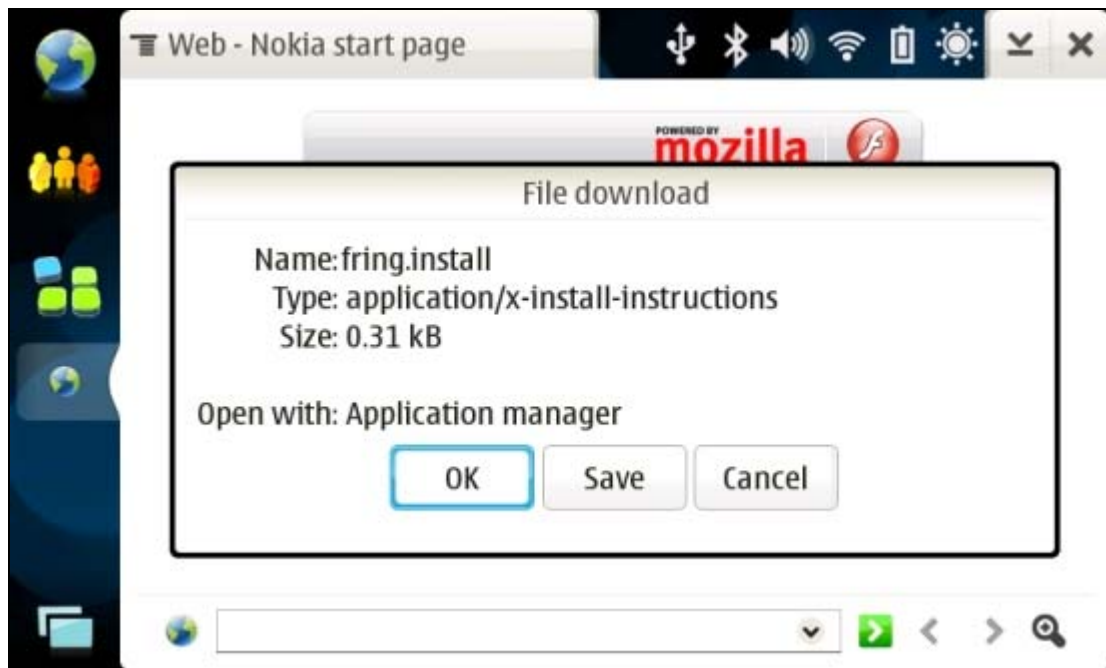 Web - Nokia start page
POWERED BY
mozilla
File download
Name: fring.install
Type: application/x-install-instructions
Size: 0.31 kB
Open with: Application manager
OK Save Cancel